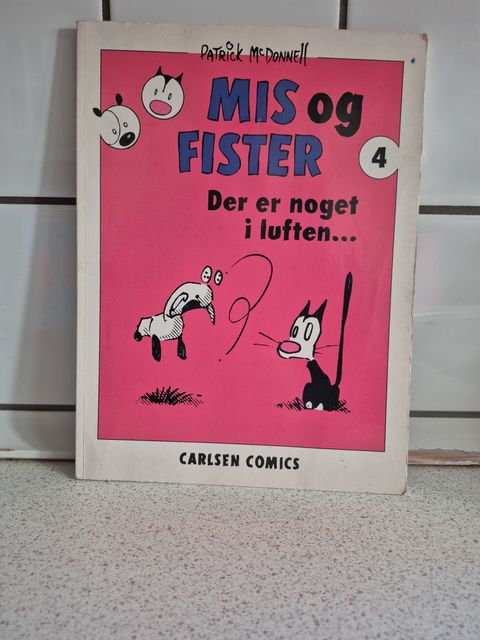 PATRICK McDONNELL
MIS og
FISTER
4
Der er noget
i luften...
CARLSEN COMICS